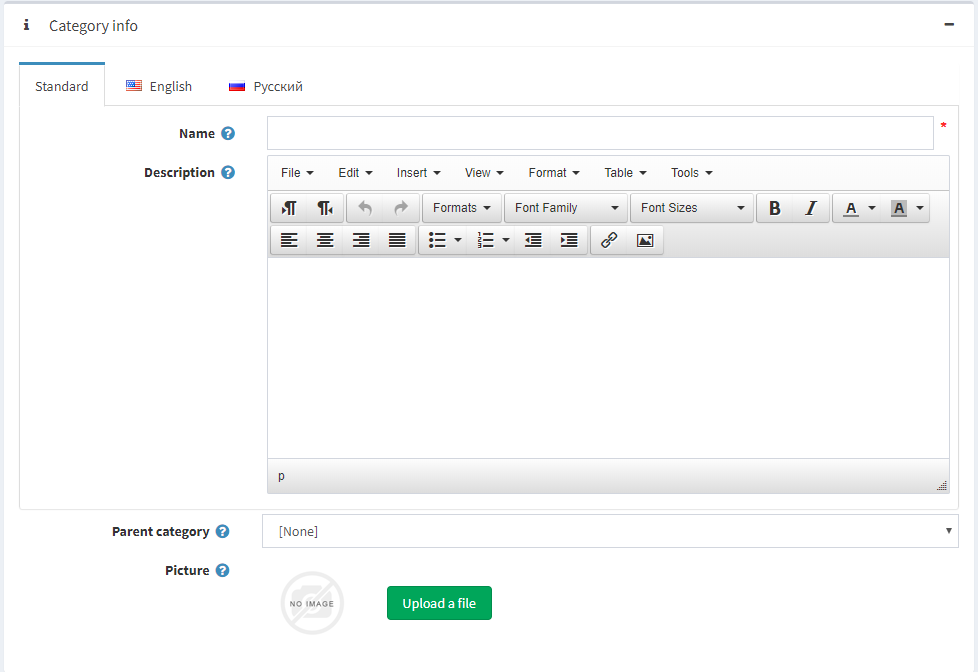 Category info
Standard English Русский
Name *
Description
File Edit Insert View Format Table Tools
Formats Font Family Font Sizes B I A A
p
Parent category [None]
Picture
NO IMAGE Upload a file